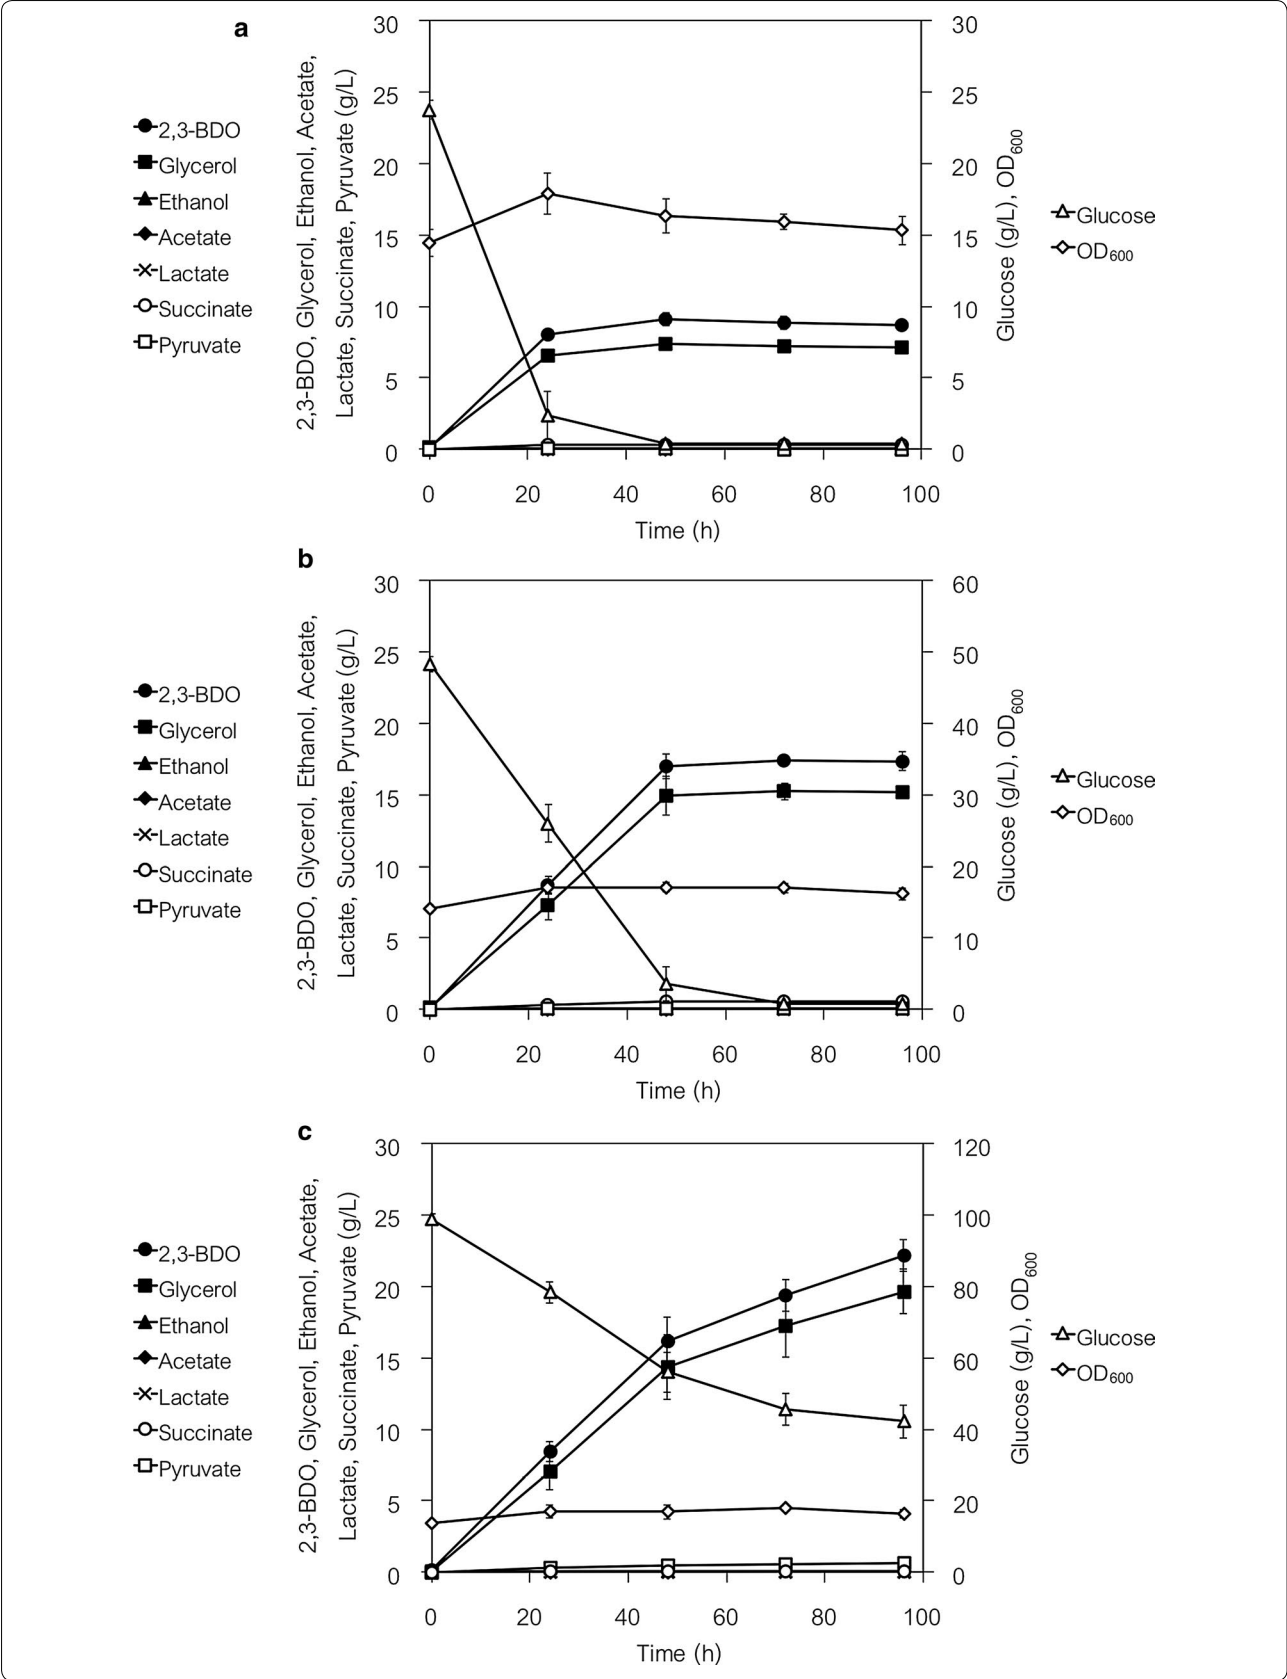 a
2,3-BDO
Glycerol
Ethanol
Acetate
Lactate
Succinate
Pyruvate
2,3-BDO, Glycerol, Ethanol, Acetate,
Lactate, Succinate, Pyruvate (g/L)
30
25
20
15
10
5
0
0 20 40 60 80 100
Time (h)
30
25
20
15
10
5
0
Glucose (g/L), OD600
Glucose
OD600
b
2,3-BDO
Glycerol
Ethanol
Acetate
Lactate
Succinate
Pyruvate
2,3-BDO, Glycerol, Ethanol, Acetate,
Lactate, Succinate, Pyruvate (g/L)
30
25
20
15
10
5
0
0 20 40 60 80 100
Time (h)
60
50
40
30
20
10
0
Glucose (g/L), OD600
Glucose
OD600
c
2,3-BDO
Glycerol
Ethanol
Acetate
Lactate
Succinate
Pyruvate
2,3-BDO, Glycerol, Ethanol, Acetate,
Lactate, Succinate, Pyruvate (g/L)
30
25
20
15
10
5
0
0 20 40 60 80 100
Time (h)
120
100
80
60
40
20
0
Glucose (g/L), OD600
Glucose
OD600